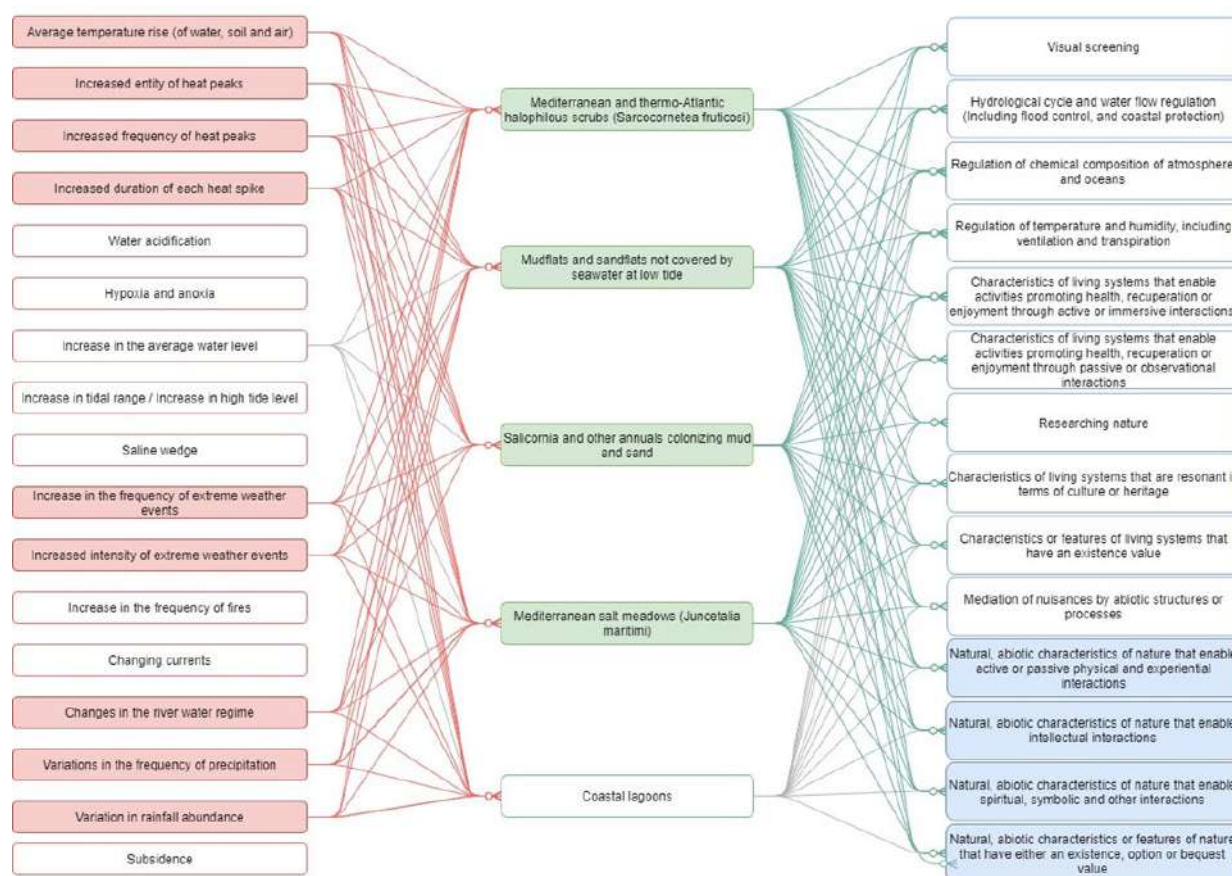 Average temperature rise (of water, soil and air)
Increased entity of heat peaks
Increased frequency of heat peaks
Increased duration of each heat spike
Water acidification
Hypoxia and anoxia
Increase in the average water level
Increase in tidal range / Increase in high tide level
Saline wedge
Increase in the frequency of extreme weather
events
Increased intensity of extreme weather events
Increase in the frequency of fires
Changing currents
Changes in the river water regime
Variations in the frequency of precipitation
Variation in rainfall abundance
Subsidence
Mediterranean and thermo-Atlantic
halophilous scrubs (Sarcocornetea fruticosi)
Mudflats and sandflats not covered by
seawater at low tide
Salicornia and other annuals colonizing mud
and sand
Mediterranean salt meadows (Juncetalia
maritimi)
Coastal lagoons
Visual screening
Hydrological cycle and water flow regulation
(Including flood control, and coastal protection)
Regulation of chemical composition of atmosphere
and oceans
Regulation of temperature and humidity, including
ventilation and transpiration
Characteristics of living systems that enable
activities promoting health, recuperation or
enjoyment through active or immersive interactions
Characteristics of living systems that enable
activities promoting health, recuperation or
enjoyment through passive or observational
interactions
Researching nature
Characteristics of living systems that are resonant i
terms of culture or heritage
Characteristics or features of living systems that
have an existence value
Mediation of nuisances by abiotic structures or
processes
Natural, abiotic characteristics of nature that enable
active or passive physical and experiential
interactions
Natural, abiotic characteristics of nature that enable
intellectual interactions
Natural, abiotic characteristics of nature that enable
spiritual, symbolic and other interactions
Natural, abiotic characteristics or features of nature
that have either an existence, option or bequest
value